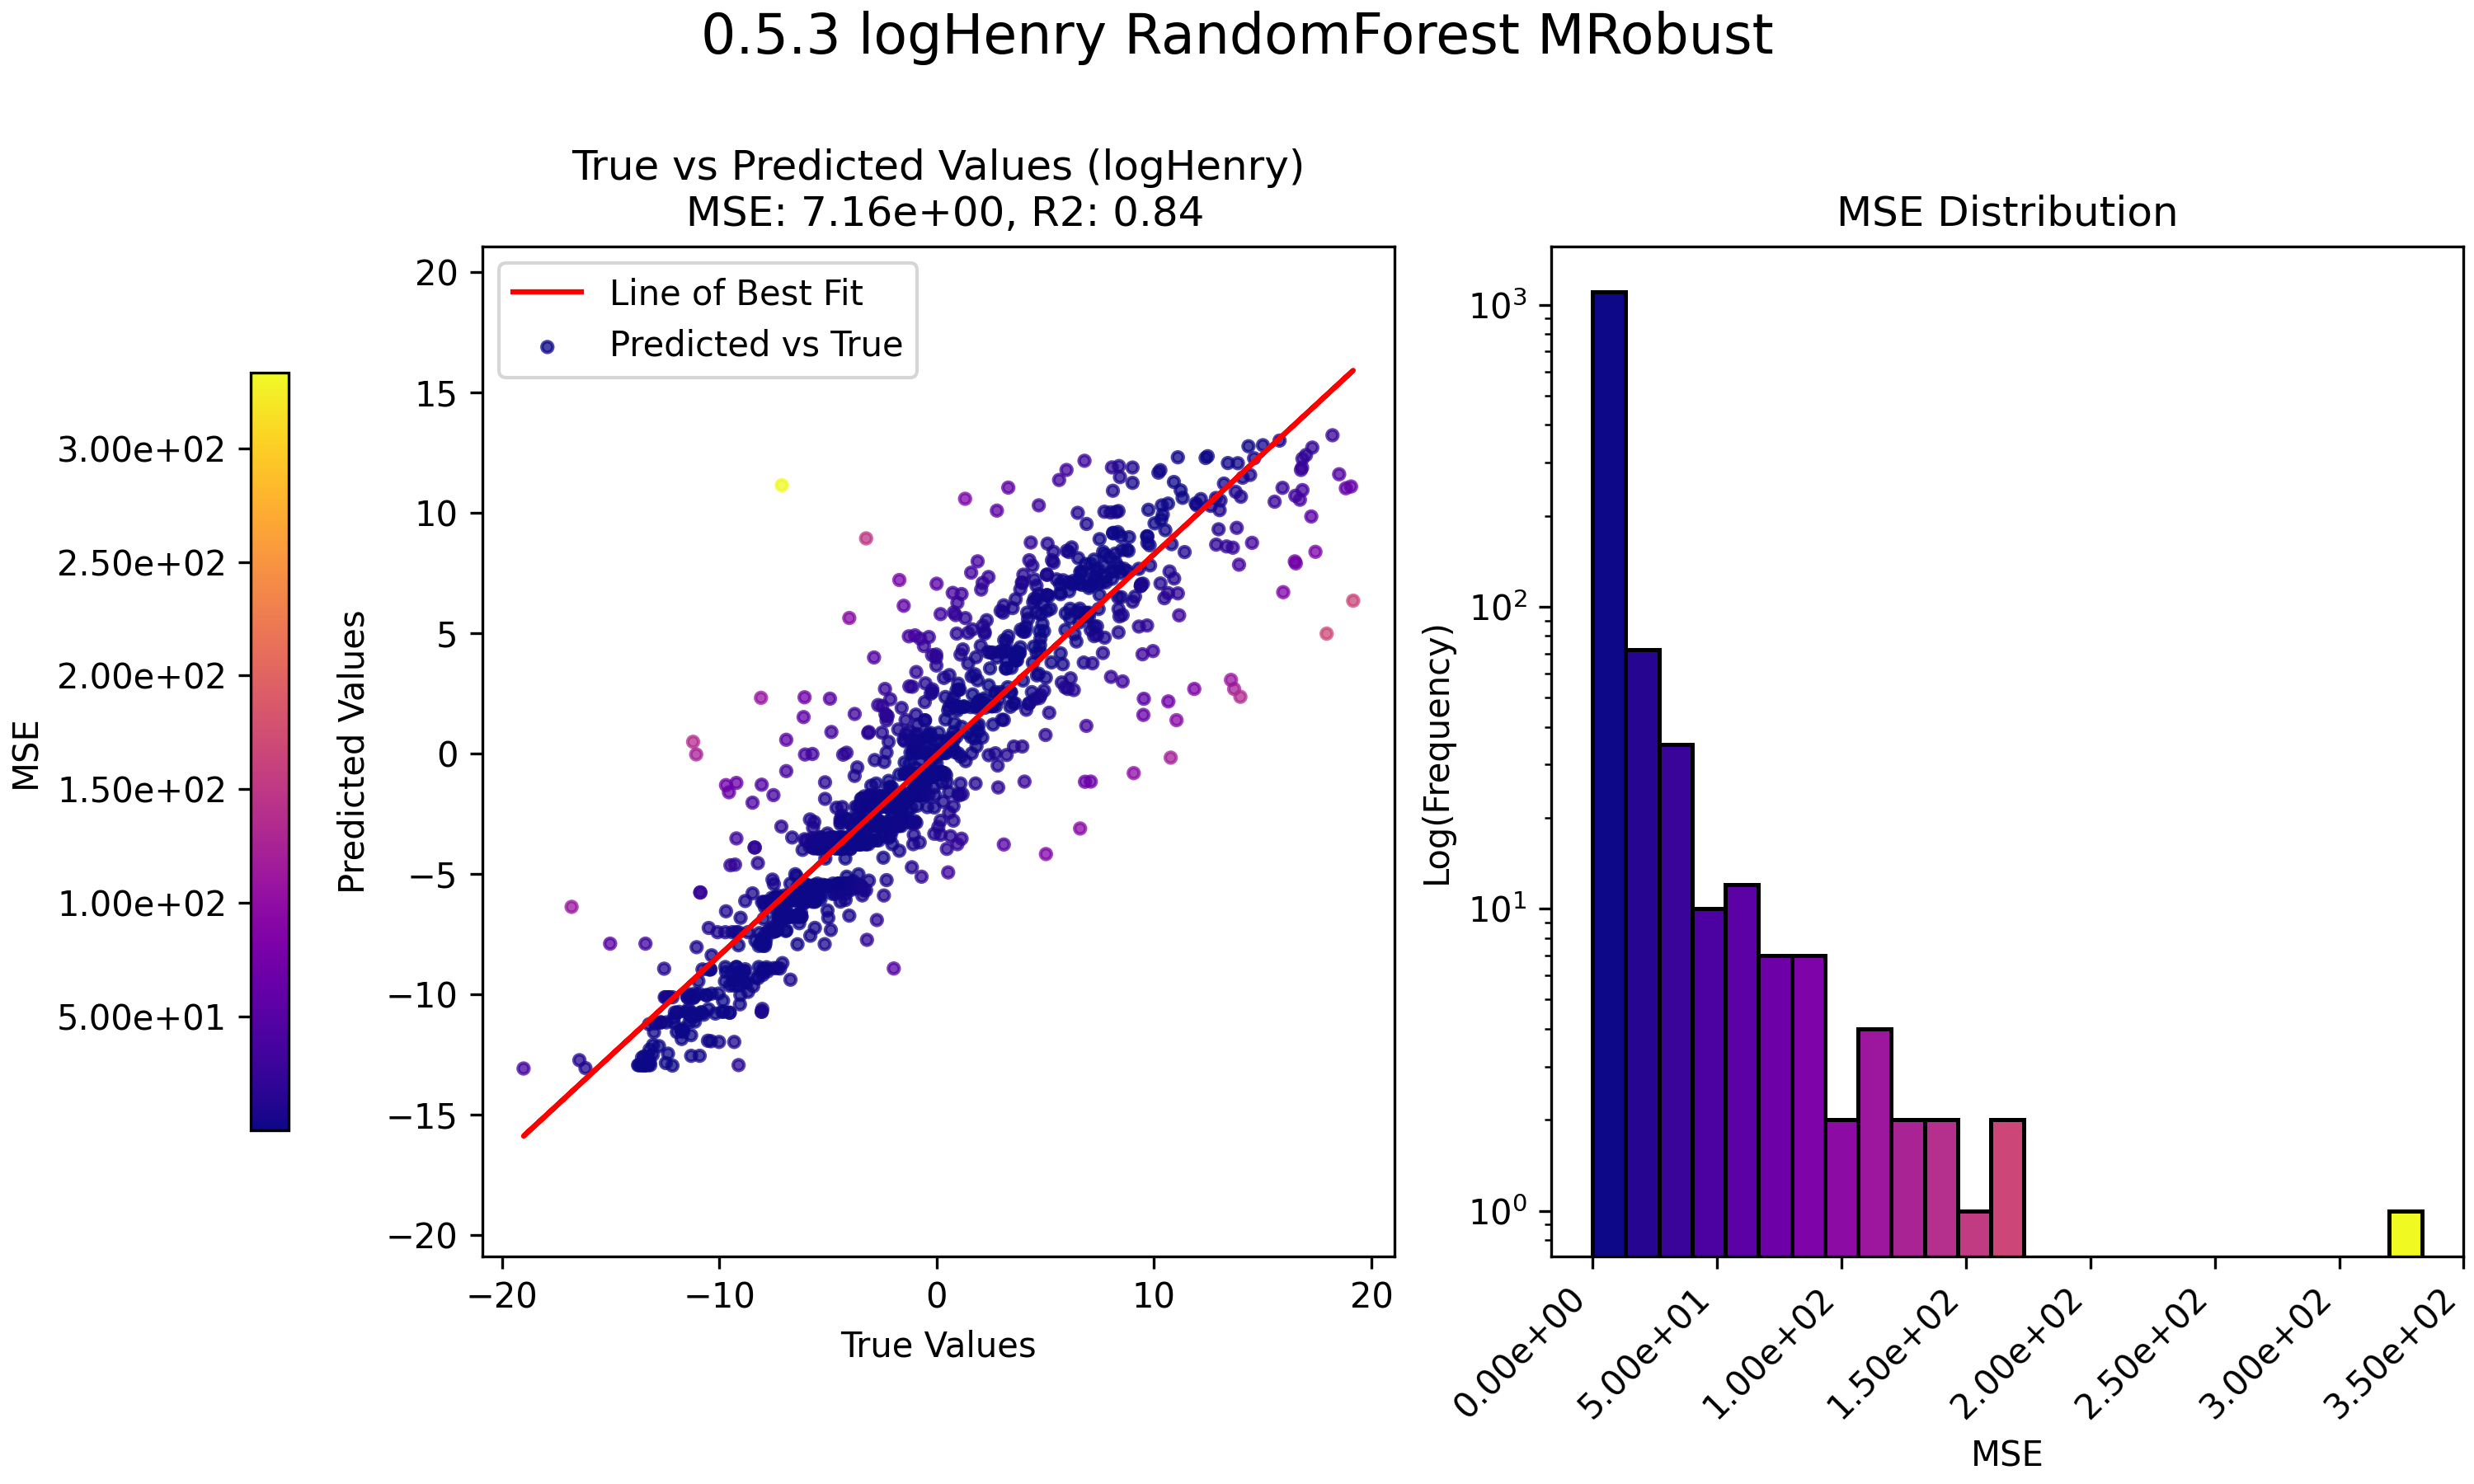 0.5.3 logHenry RandomForest MRobust
True vs Predicted Values (logHenry)
MSE: 7.16e+00, R2: 0.84
MSE Distribution
MSE
3.00e+02
2.50e+02
2.00e+02
1.50e+02
1.00e+02
5.00e+01
Predicted Values
20
15
10
5
0
−5
−10
−15
−20
Line of Best Fit
Predicted vs True
−20
−10
0
10
20
True Values
Log(Frequency)
10³
10²
10¹
10⁰
0.00e+00
5.00e+01
1.00e+02
1.50e+02
2.00e+02
2.50e+02
3.00e+02
3.50e+02
MSE